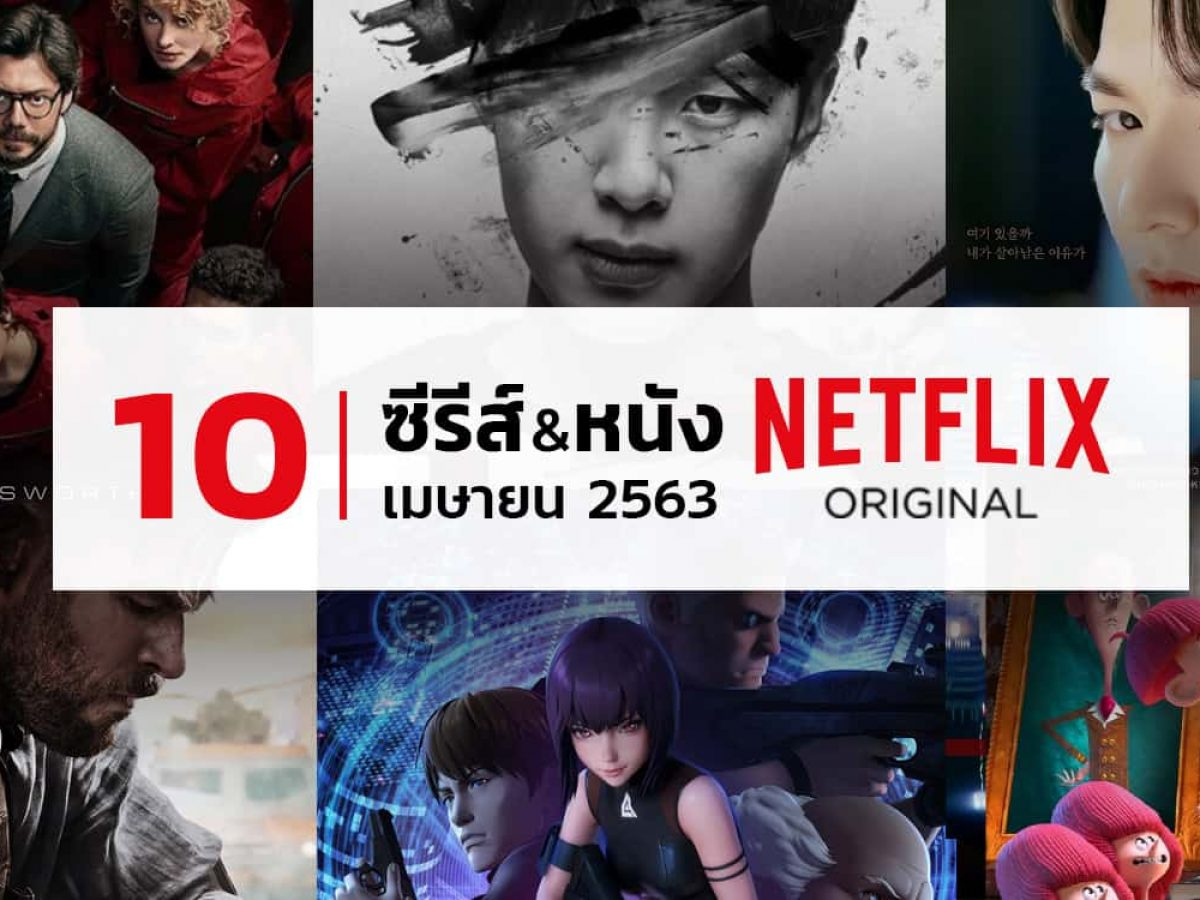 여기 있을까
내가 살아남은 이유가
10
ซีรีส์&หนัง
เมษายน 2563
NETFLIX
ORIGINAL
SWORTH